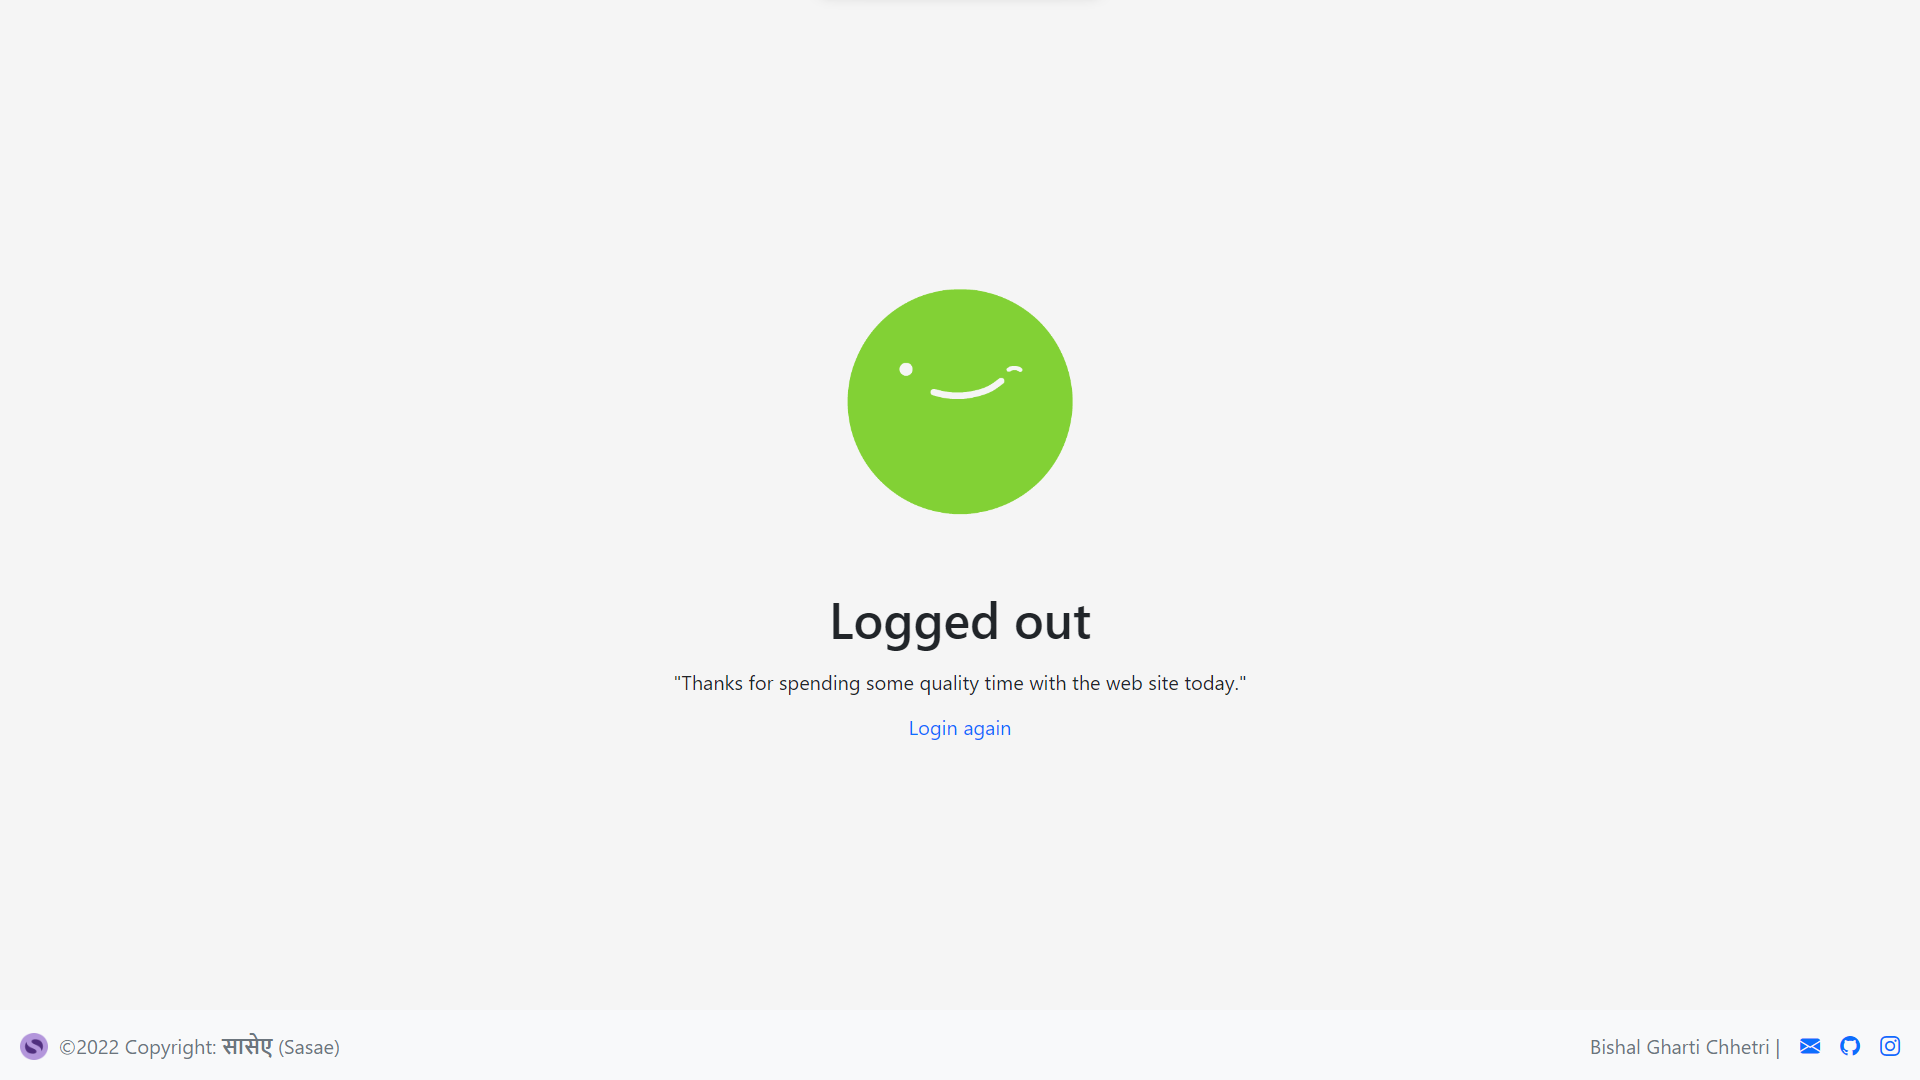 Logged out
"Thanks for spending some quality time with the web site today."
Login again
©2022 Copyright: सासेए (Sasae)
Bishal Gharti Chhetri |